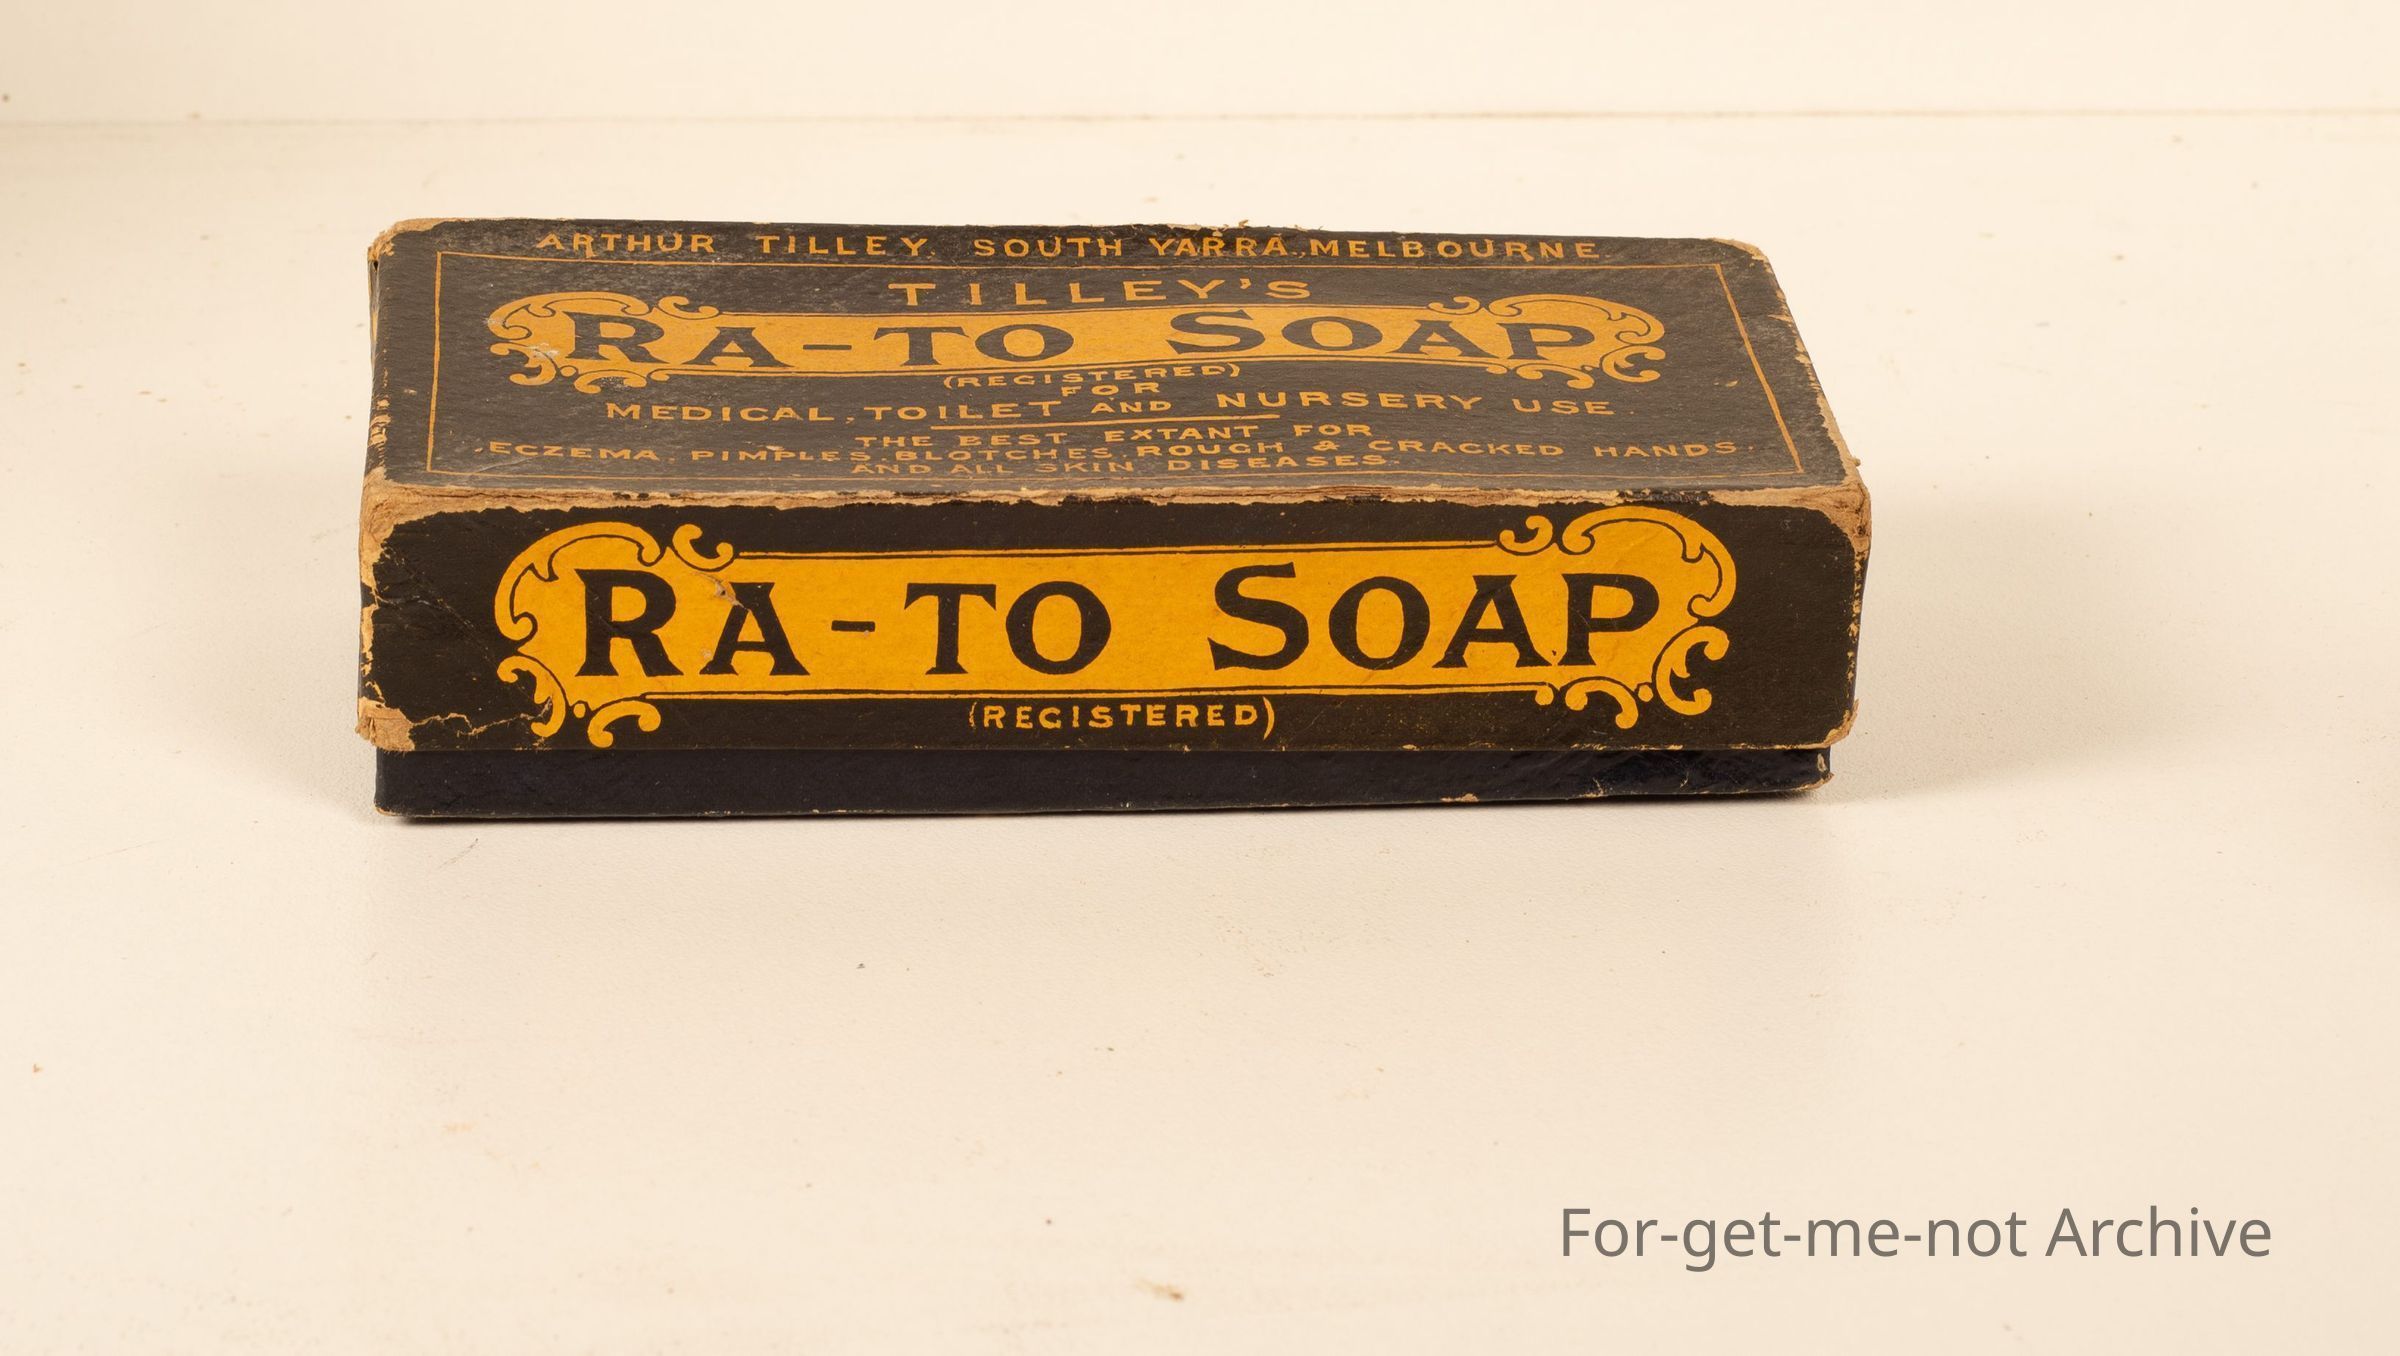 ARTHUR TILLEY. SOUTH YARRA, MELBOURNE.
TILLEY'S
RA-TO SOAP
(REGISTERED)
FOR
MEDICAL, TOILET AND NURSERY USE.
THE BEST EXTANT FOR
ECZEMA, PIMPLES, BLOTCHES, ROUGH & CRACKED HANDS.
AND ALL SKIN DISEASES.
RA-TO SOAP
(REGISTERED)
For-get-me-not Archive